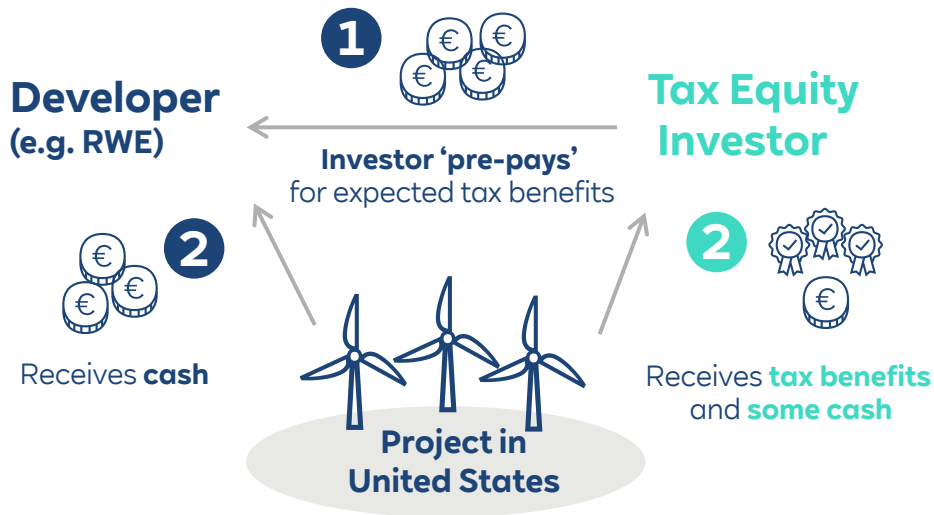 1
€ € € €
Developer
(e.g. RWE)
Tax Equity
Investor
Investor ‘pre-pays’
for expected tax benefits
2
€ € €
Receives cash
2
€
Receives tax benefits
and some cash
Project in
United States